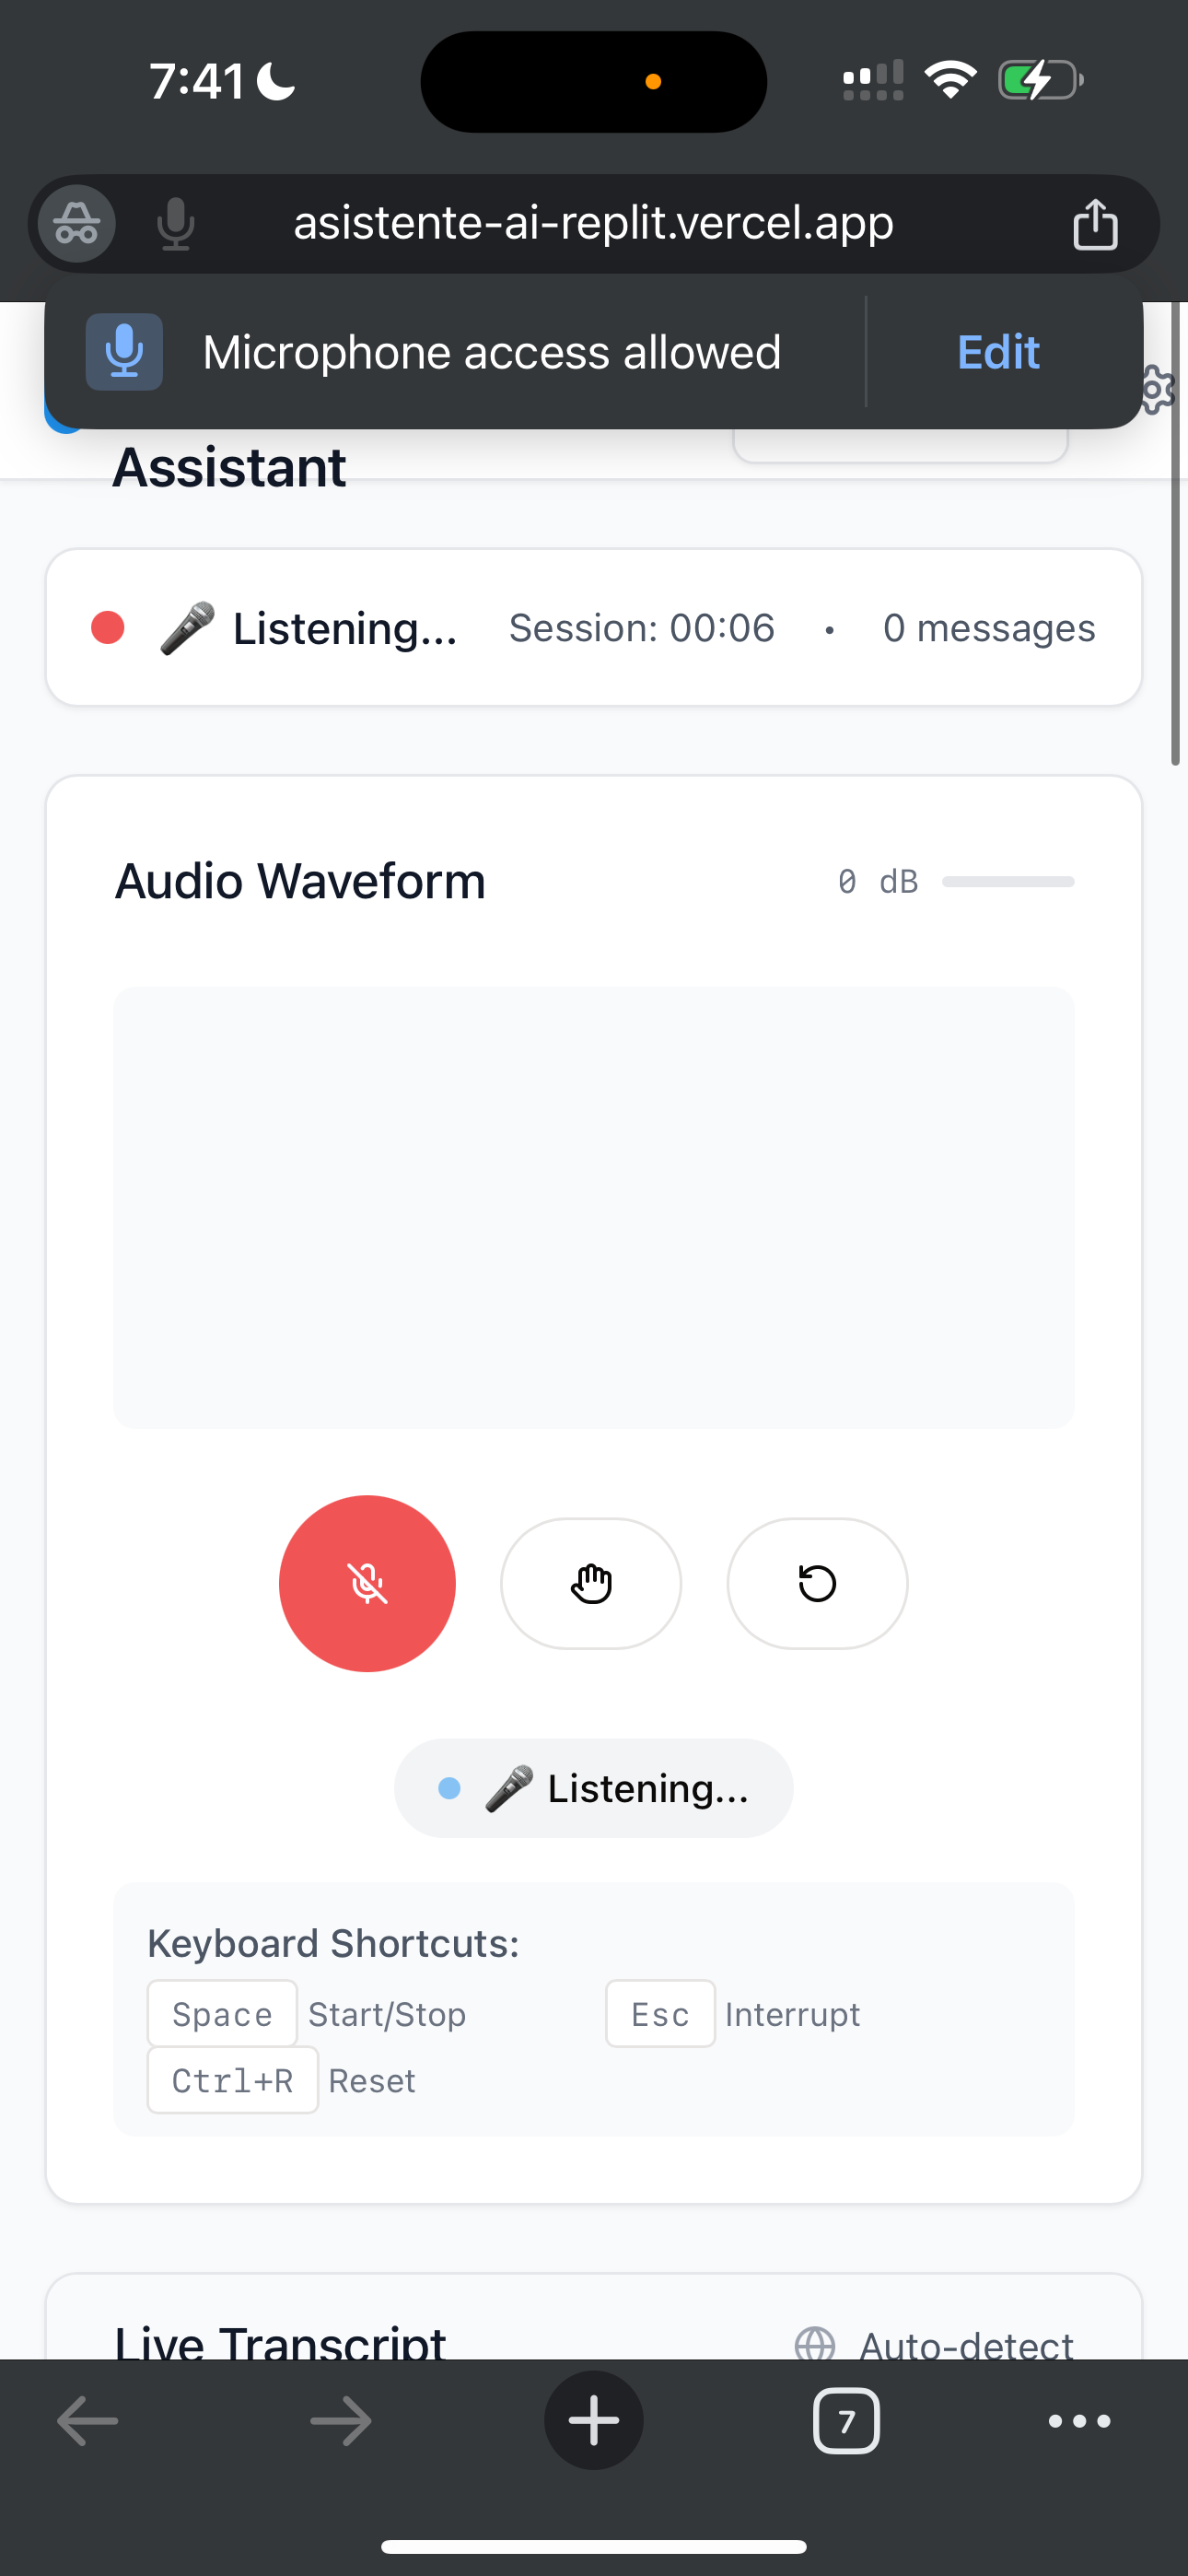 7:41
asistente-ai-replit.vercel.app
Microphone access allowed
Edit
Assistant
🎤 Listening...
Session: 00:06 • 0 messages
Audio Waveform
0 dB
🎤 Listening...
Keyboard Shortcuts:
Space Start/Stop
Esc Interrupt
Ctrl+R Reset
Live Transcript
Auto-detect
7